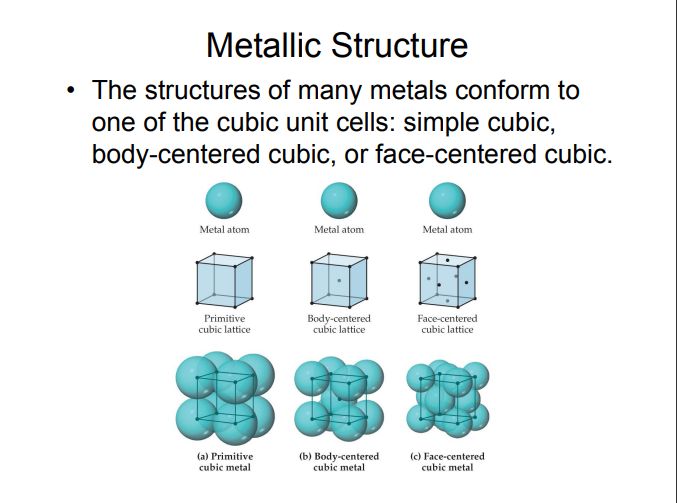 Metallic Structure
• The structures of many metals conform to
one of the cubic unit cells: simple cubic,
body-centered cubic, or face-centered cubic.
Metal atom
Metal atom
Metal atom
Primitive
cubic lattice
Body-centered
cubic lattice
Face-centered
cubic lattice
(a) Primitive
cubic metal
(b) Body-centered
cubic metal
(c) Face-centered
cubic metal